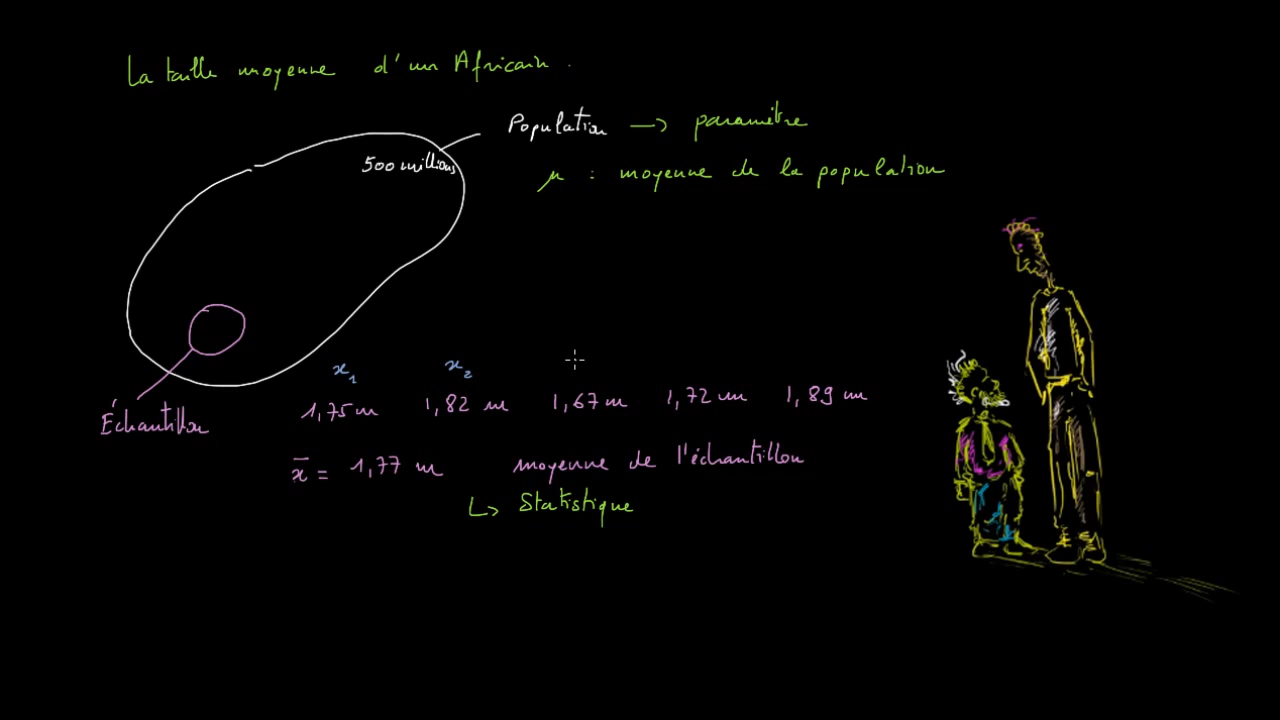 La taille moyenne d'un Africain.
Population → paramètre
500 millions
μ : moyenne de la population
x₁ x₂
1,75 m 1,82 m 1,67 m 1,72 m 1,89 m
Échantillon
x̄ = 1,77 m moyenne de l'échantillon
↳ Statistique